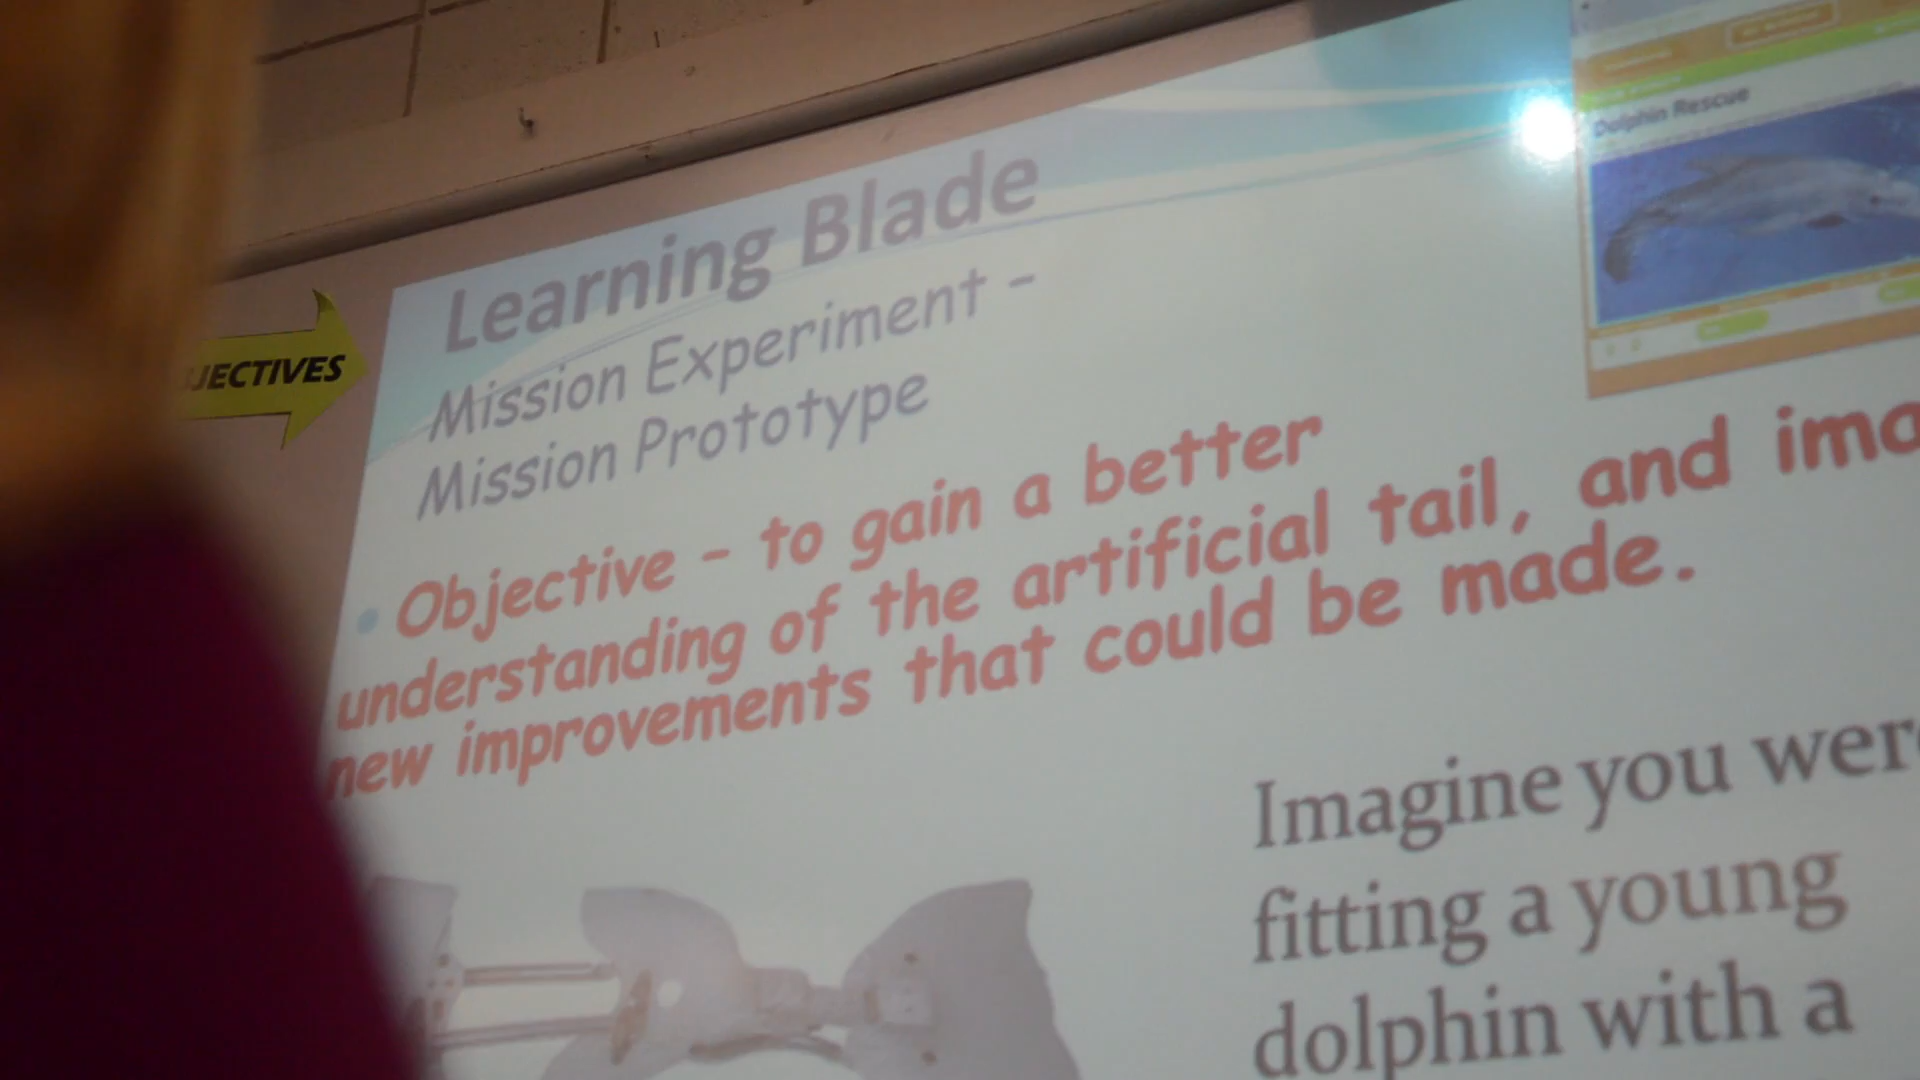 Learning Blade
Mission Experiment –
Mission Prototype
Dolphin Rescue
JECTIVES
• Objective – to gain a better
understanding of the artificial tail, and ima
new improvements that could be made.
Imagine you were
fitting a young
dolphin with a